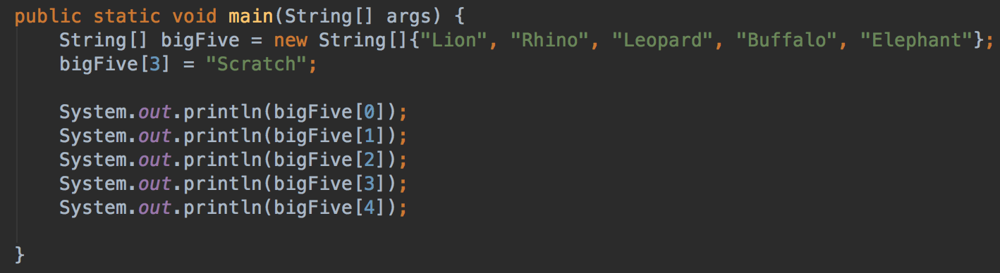 public static void main(String[] args) {
    String[] bigFive = new String[]{"Lion", "Rhino", "Leopard", "Buffalo", "Elephant"};
    bigFive[3] = "Scratch";

    System.out.println(bigFive[0]);
    System.out.println(bigFive[1]);
    System.out.println(bigFive[2]);
    System.out.println(bigFive[3]);
    System.out.println(bigFive[4]);

}